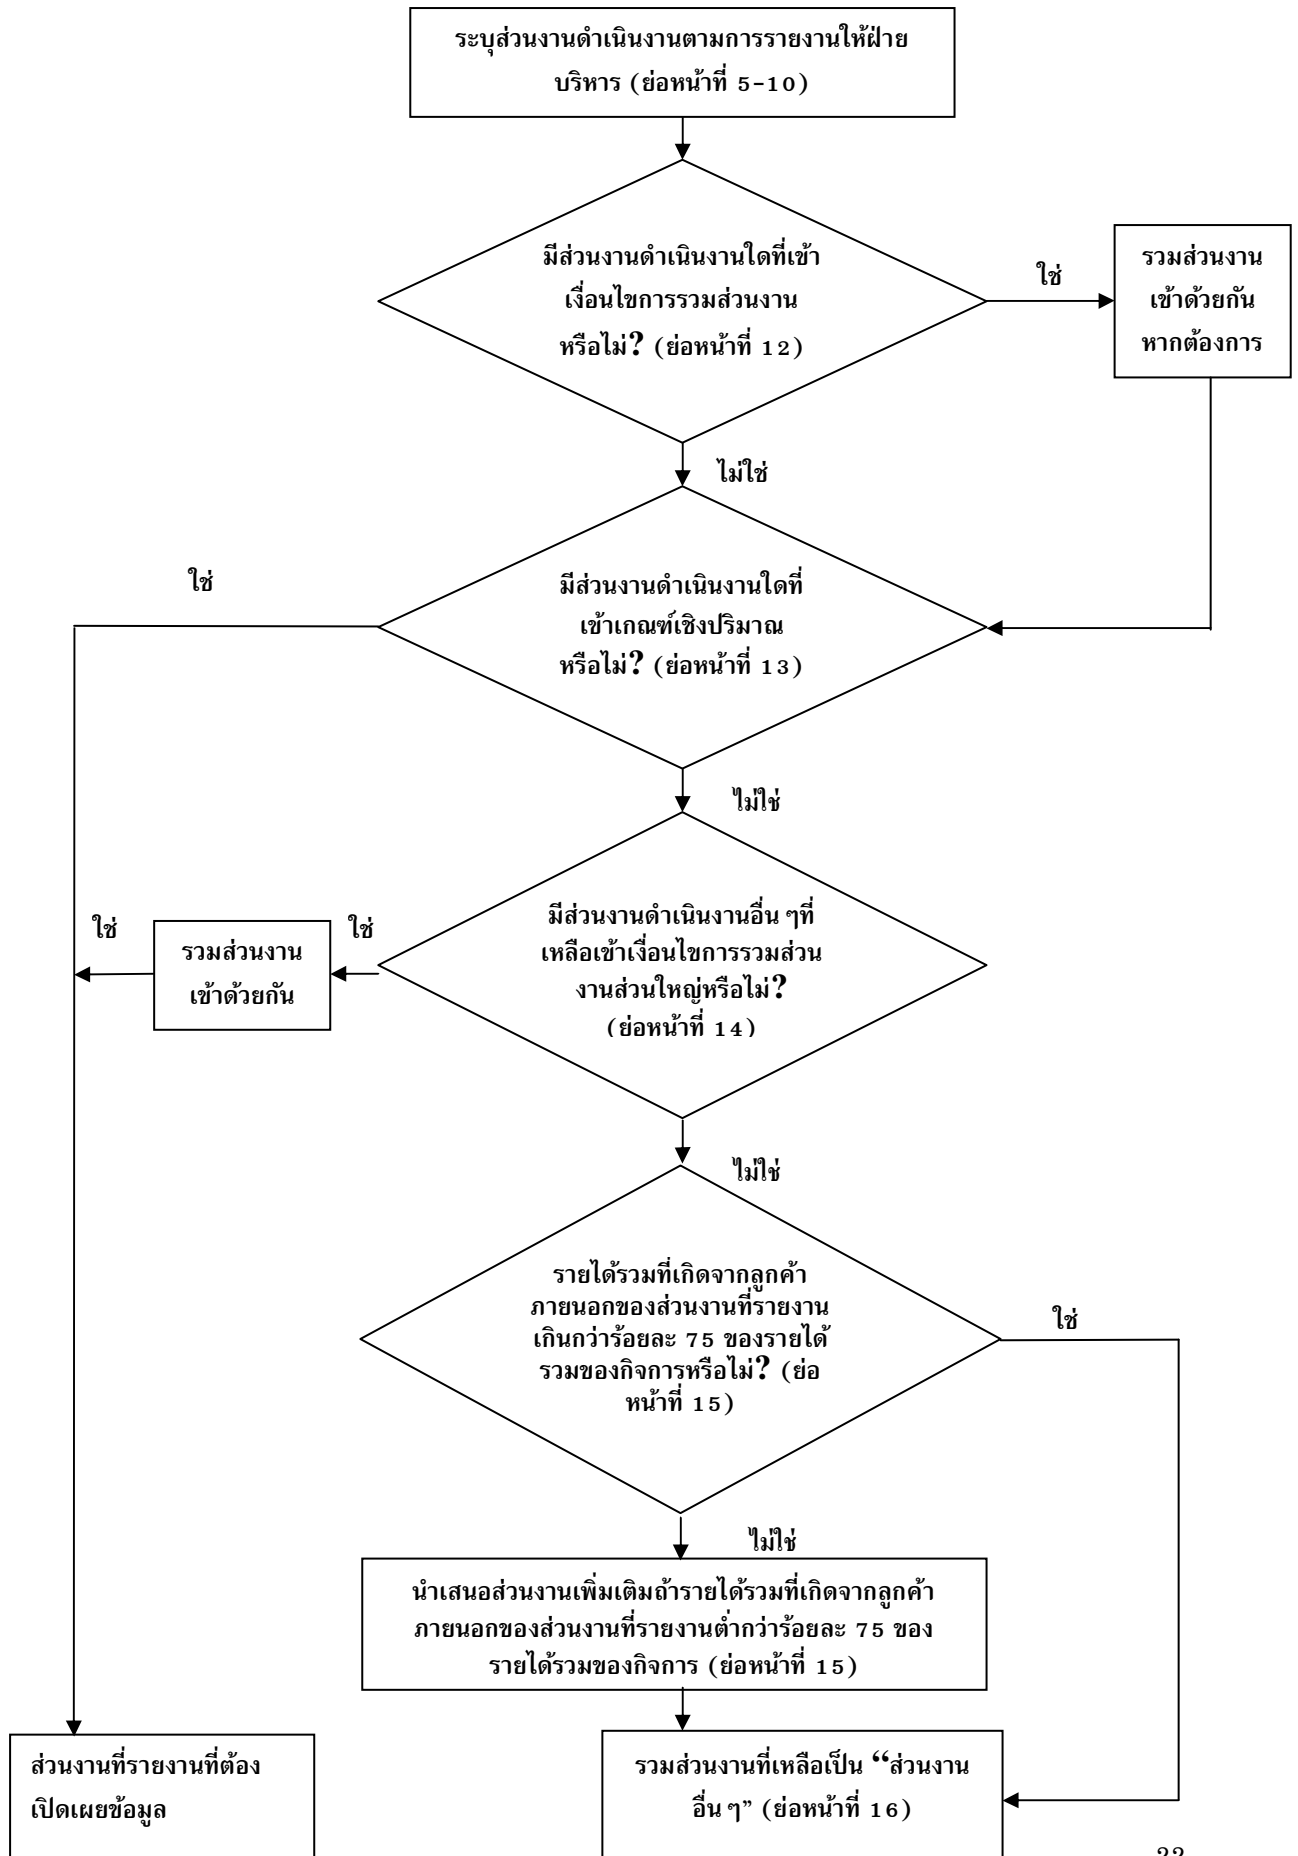 ระบุส่วนงานดำเนินงานตามการรายงานให้ฝ่าย
บริหาร (ย่อหน้าที่ 5-10)
มีส่วนงานดำเนินงานใดที่เข้า
เงื่อนไขการรวมส่วนงาน
หรือไม่? (ย่อหน้าที่ 12)
ใช่
รวมส่วนงาน
เข้าด้วยกัน
หากต้องการ
ไม่ใช่
ใช่
มีส่วนงานดำเนินงานใดที่
เข้าเกณฑ์เชิงปริมาณ
หรือไม่? (ย่อหน้าที่ 13)
ไม่ใช่
มีส่วนงานดำเนินงานอื่น ๆที่
เหลือเข้าเงื่อนไขการรวมส่วน
งานส่วนใหญ่หรือไม่?
(ย่อหน้าที่ 14)
ใช่
รวมส่วนงาน
เข้าด้วยกัน
ใช่
ไม่ใช่
รายได้รวมที่เกิดจากลูกค้า
ภายนอกของส่วนงานที่รายงาน
เกินกว่าร้อยละ 75 ของรายได้
รวมของกิจการหรือไม่? (ย่อ
หน้าที่ 15)
ใช่
ไม่ใช่
นำเสนอส่วนงานเพิ่มเติมถ้ารายได้รวมที่เกิดจากลูกค้า
ภายนอกของส่วนงานที่รายงานต่ำกว่าร้อยละ 75 ของ
รายได้รวมของกิจการ (ย่อหน้าที่ 15)
ส่วนงานที่รายงานที่ต้อง
เปิดเผยข้อมูล
รวมส่วนงานที่เหลือเป็น “ส่วนงาน
อื่น ๆ” (ย่อหน้าที่ 16)